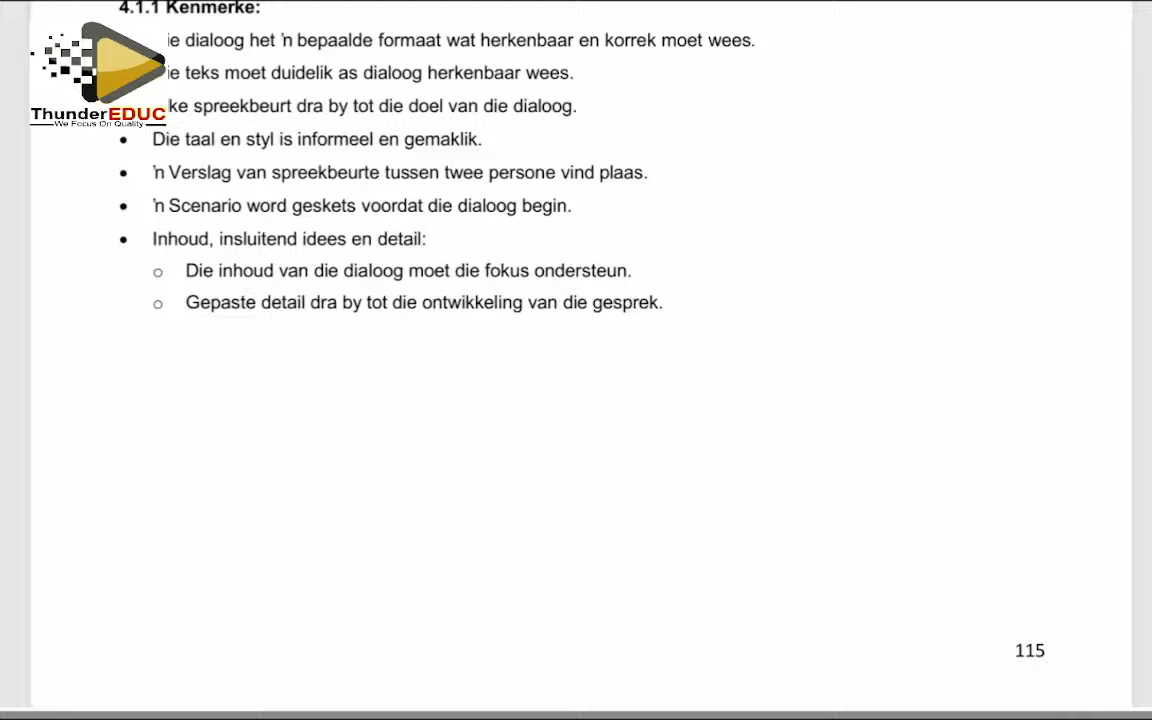 4.1.1 Kenmerke:
ie dialoog het 'n bepaalde formaat wat herkenbaar en korrek moet wees.
ie teks moet duidelik as dialoog herkenbaar wees.
ke spreekbeurt dra by tot die doel van die dialoog.
ThunderEDUC
We Focus On Quality
• Die taal en styl is informeel en gemaklik.
• 'n Verslag van spreekbeurte tussen twee persone vind plaas.
• 'n Scenario word geskets voordat die dialoog begin.
• Inhoud, insluitend idees en detail:
o Die inhoud van die dialoog moet die fokus ondersteun.
o Gepaste detail dra by tot die ontwikkeling van die gesprek.
115